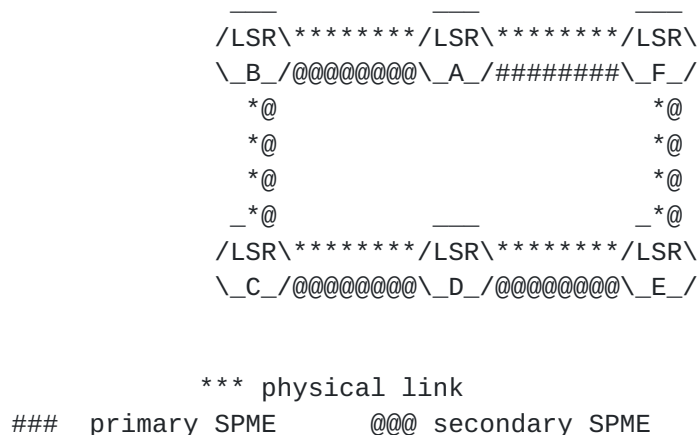 ___             ___             ___
             /LSR\********/LSR\********/LSR\
             \_B_/@@@@@@@@\_A_/########\_F_/
               *@                        *@
               *@                        *@
               *@                        *@
              _*@         ___           _*@
             /LSR\********/LSR\********/LSR\
             \_C_/@@@@@@@@\_D_/@@@@@@@@\_E_/
            *** physical link
###  primary SPME       @@@ secondary SPME